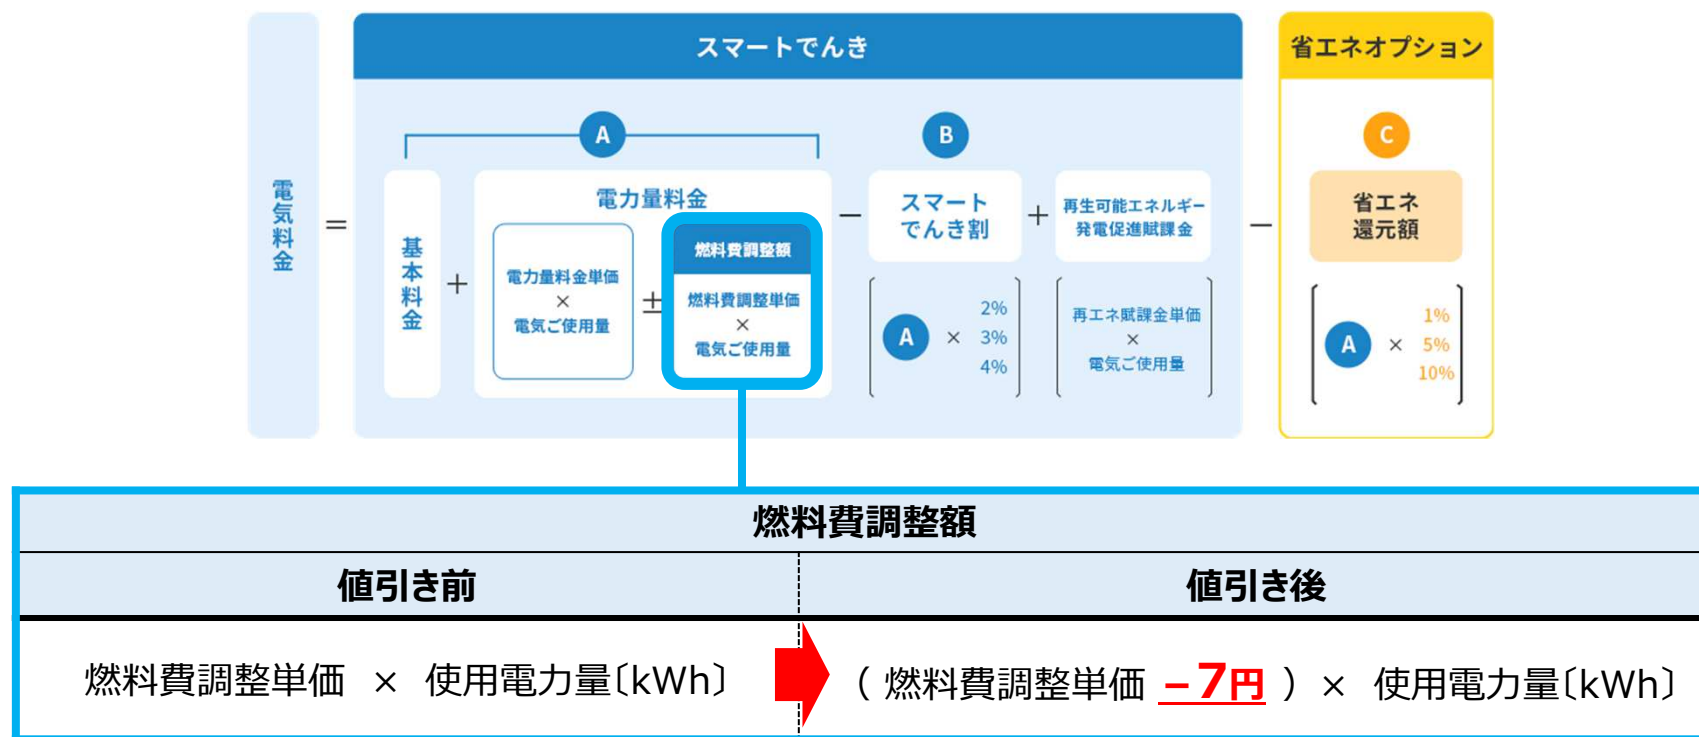 スマートでんき
省エネオプション
電気料金
=
A
基本料金
+
電力量料金
電力量料金単価
×
電気ご使用量
±
燃料費調整額
燃料費調整単価
×
電気ご使用量
−
B
スマート
でんき割
A × 2%
3%
4%
+
再生可能エネルギー
発電促進賦課金
再エネ賦課金単価
×
電気ご使用量
−
C
省エネ
還元額
A × 1%
5%
10%
燃料費調整額
値引き前
値引き後
燃料費調整単価 × 使用電力量〔kWh〕
( 燃料費調整単価 −7円 ) × 使用電力量〔kWh〕